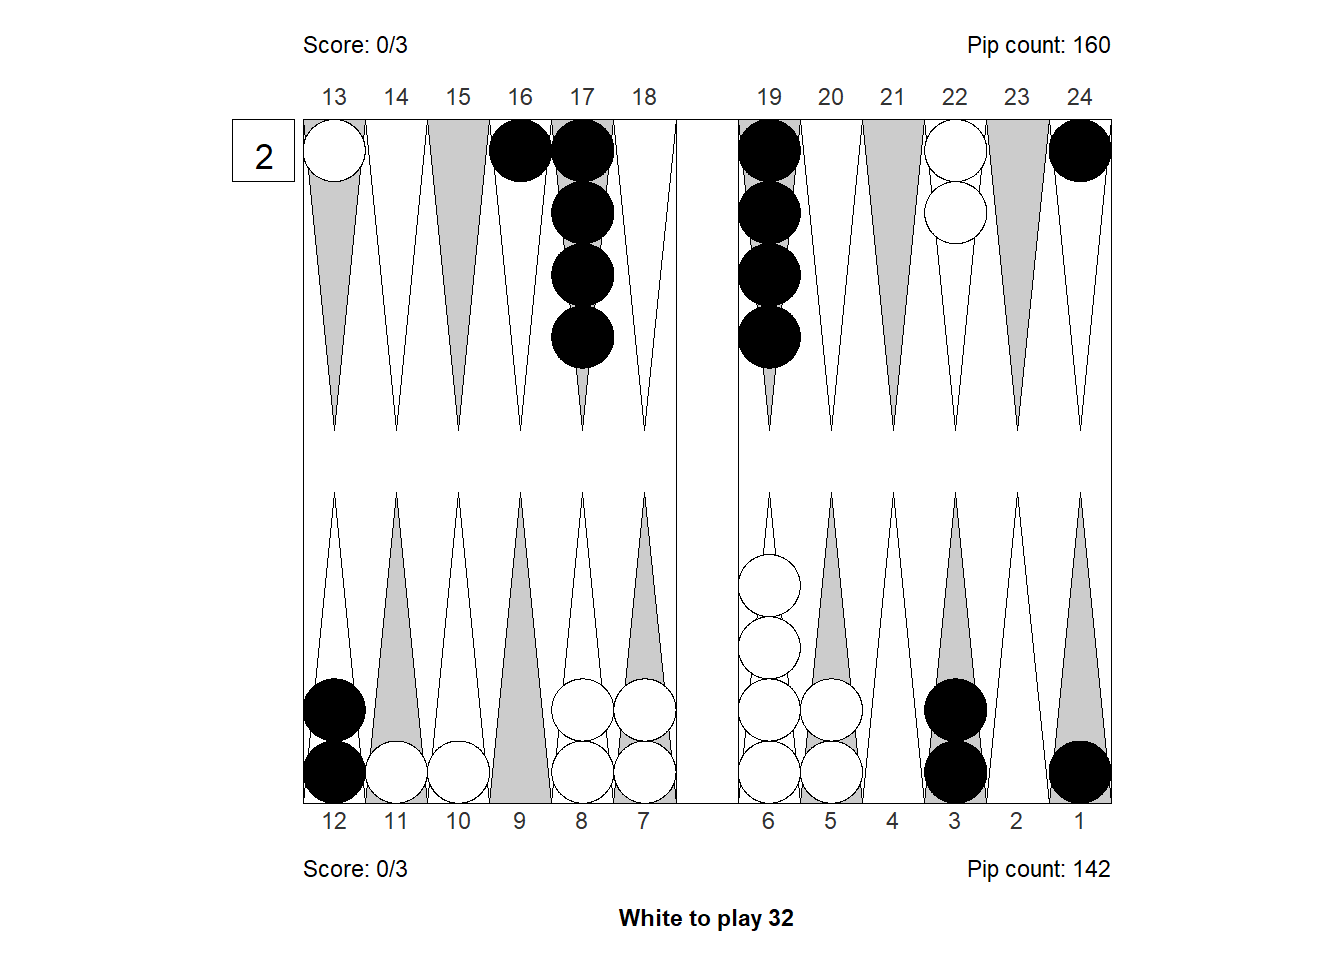 Score: 0/3 Pip count: 160
13 14 15 16 17 18 19 20 21 22 23 24
2
12 11 10 9 8 7 6 5 4 3 2 1
Score: 0/3 Pip count: 142
White to play 32